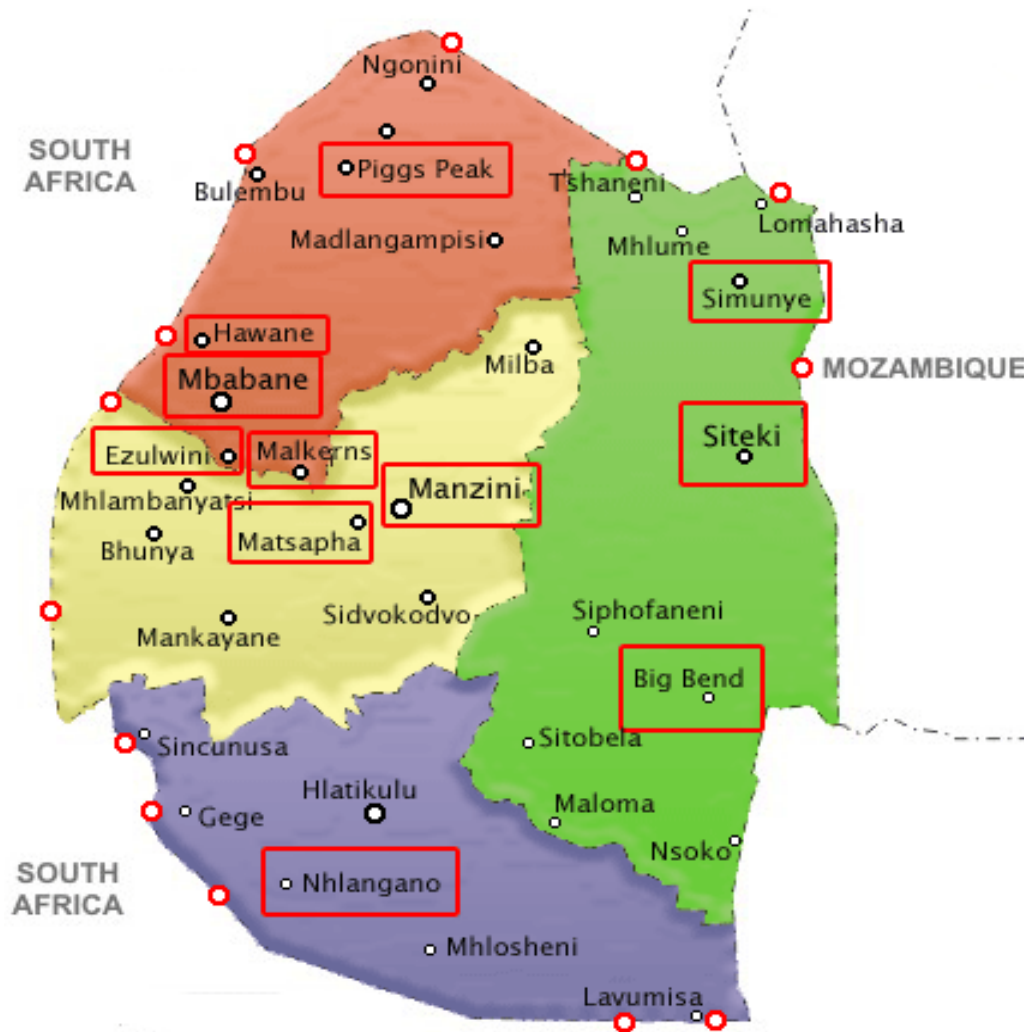 Ngonini
SOUTH
AFRICA
Piggs Peak
Bulembu
Tshaneni
Lomahasha
Madlangampisi
Mhlume
Simunye
Hawane
Milba
MOZAMBIQUE
Mbabane
Siteki
Ezulwini
Malkerns
Manzini
Mhlambanyatsi
Matsapha
Bhunya
Siphofaneni
Sidvokodvo
Mankayane
Big Bend
Sincunusa
Sitobela
Hlatikulu
Maloma
Gege
Nsoko
SOUTH
AFRICA
Nhlangano
Mhlosheni
Lavumisa